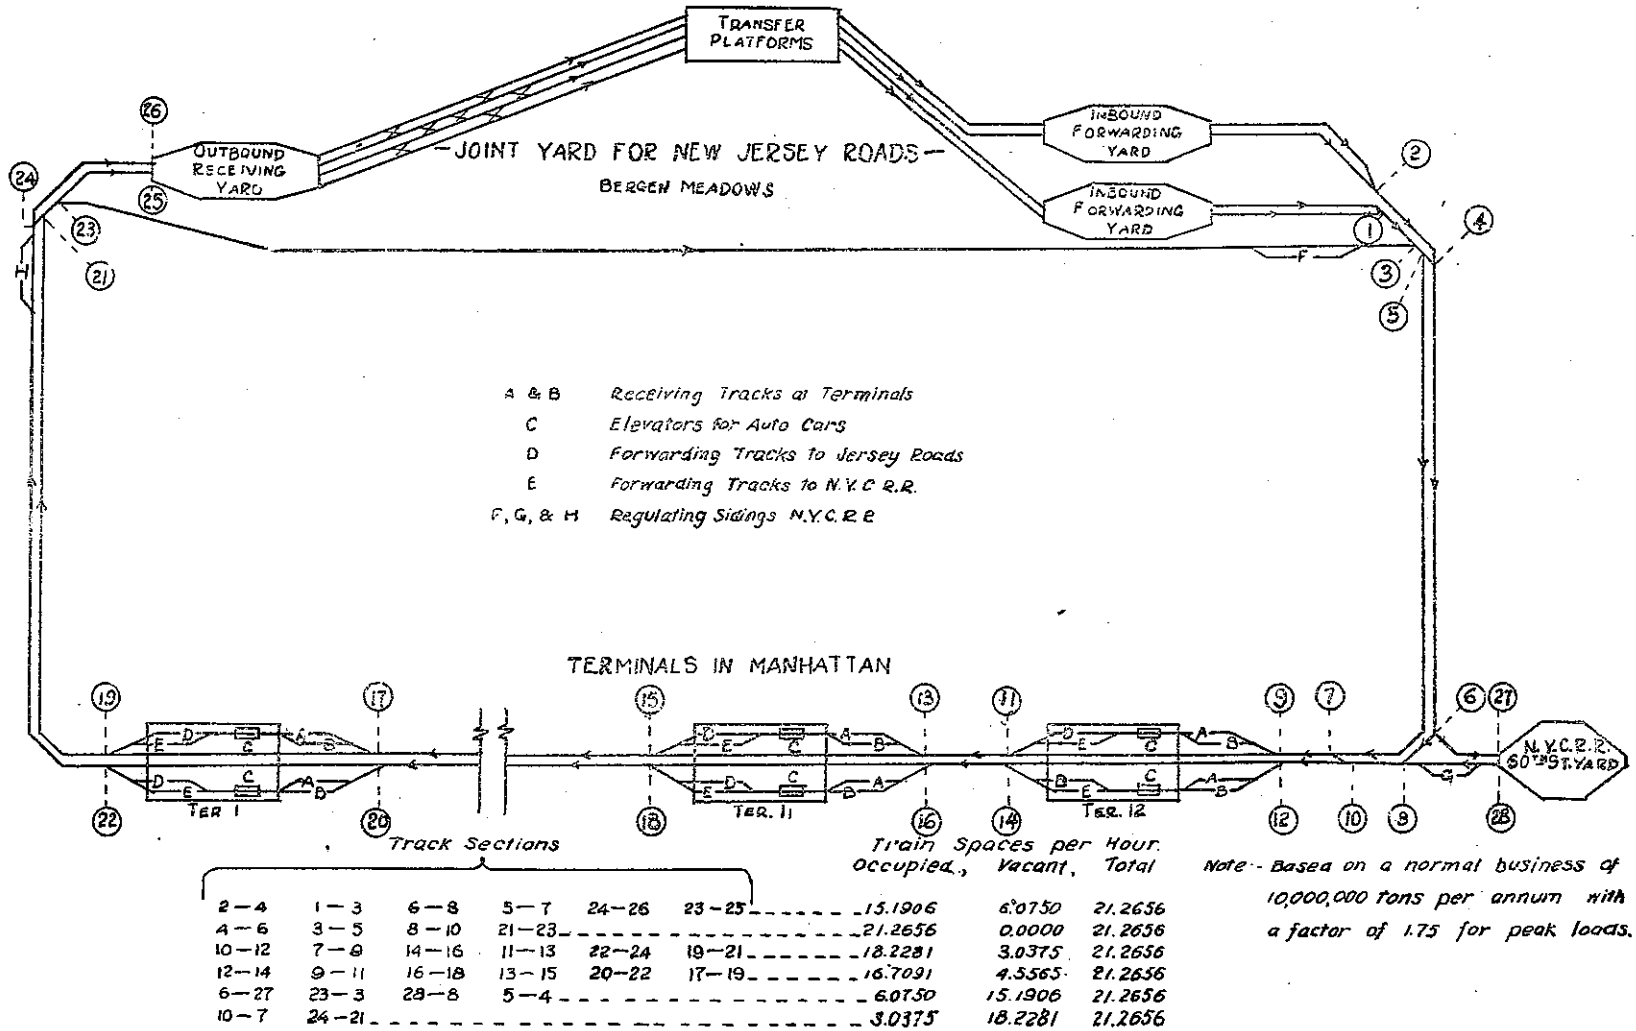 TRANSFER
PLATFORMS
26
OUTBOUND
RECEIVING
YARD
-JOINT YARD FOR NEW JERSEY ROADS-
BERGEN MEADOWS
INBOUND
FORWARDING
YARD
2
24
25
INBOUND
FORWARDING
YARD
1
4
23
H
21
F
3
5
A & B Receiving Tracks at Terminals
C Elevators for Auto Cars
D Forwarding Tracks to Jersey Roads
E Forwarding Tracks to N.Y.C R.R.
F, G, & H Regulating Sidings N.Y.C.R.R
TERMINALS IN MANHATTAN
19 17 15 13 11 9 7 6 27
D E C A B D E C A B D E C A B
N.Y.C.R.R.
60TH ST. YARD
D E C A B D E C B A B E C A B G
TER 1 TER. 11 TER. 12
22 20 18 16 14 12 10 8 28
Track Sections Train Spaces per Hour.
Occupied, Vacant, Total
2-4 1-3 6-8 5-7 24-26 23-25 15.1906 6.0750 21.2656
4-6 3-5 8-10 21-23 21.2656 0.0000 21.2656
10-12 7-9 14-16 11-13 22-24 19-21 18.2281 3.0375 21.2656
12-14 9-11 16-18 13-15 20-22 17-19 16.7091 4.5565 21.2656
6-27 23-3 28-8 5-4 6.0750 15.1906 21.2656
10-7 24-21 3.0375 18.2281 21.2656
Note-- Based on a normal business of
10,000,000 tons per annum with
a factor of 1.75 for peak loads.